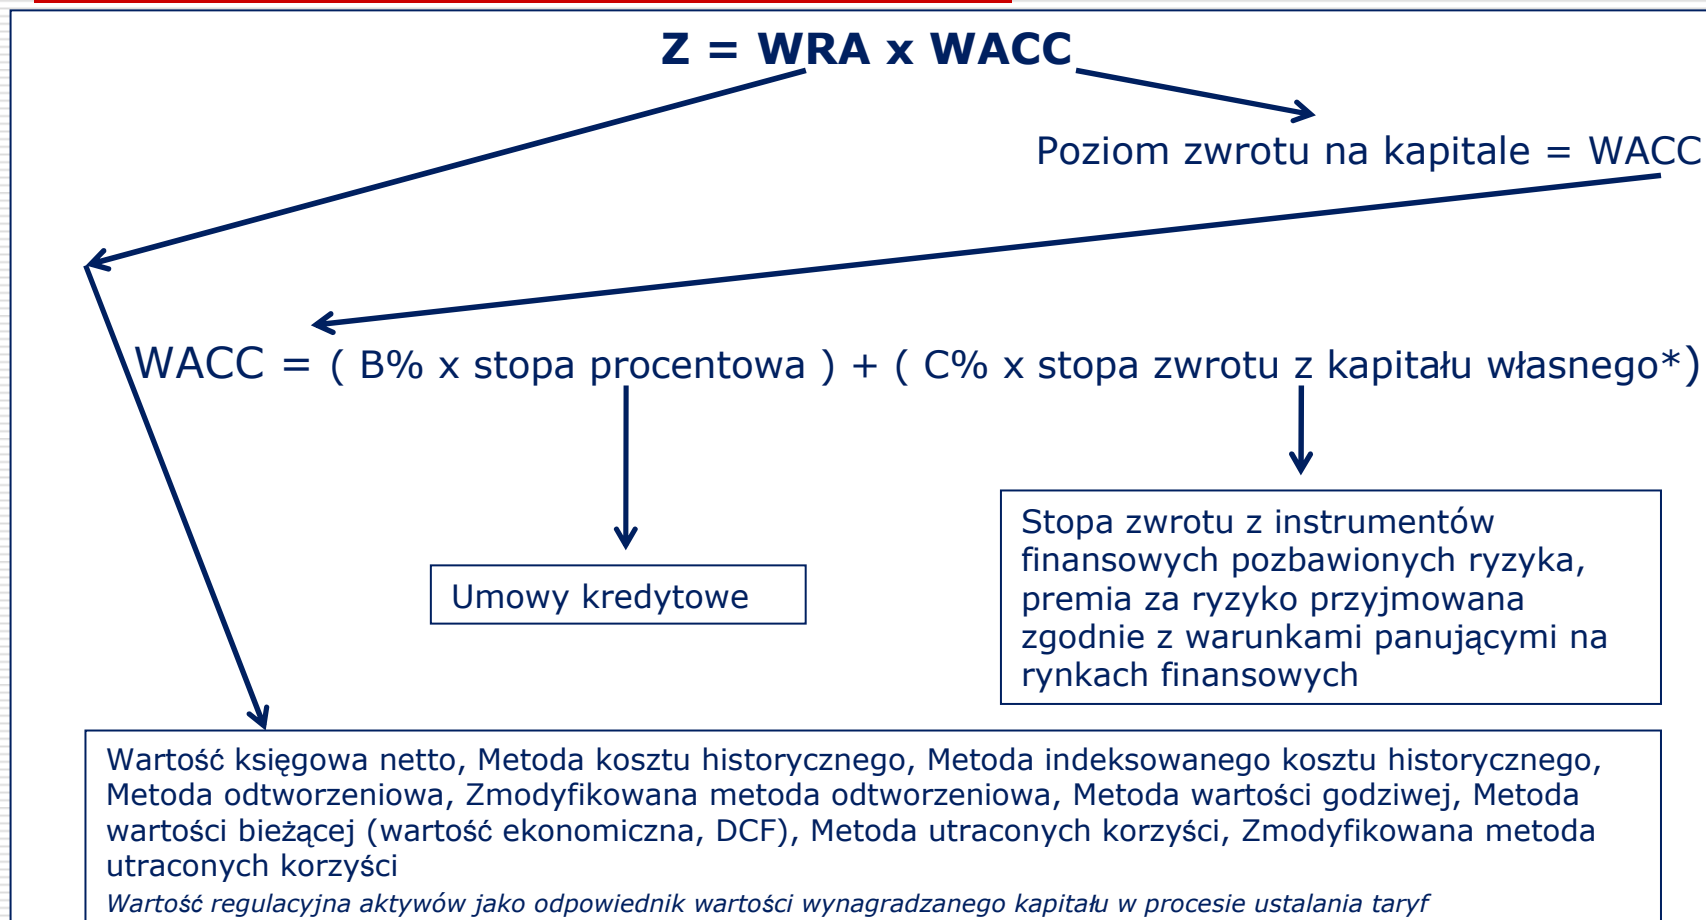 Z = WRA x WACC
Poziom zwrotu na kapitale = WACC
WACC = ( B% x stopa procentowa ) + ( C% x stopa zwrotu z kapitału własnego*)
Umowy kredytowe
Stopa zwrotu z instrumentów
finansowych pozbawionych ryzyka,
premia za ryzyko przyjmowana
zgodnie z warunkami panującymi na
rynkach finansowych
Wartość księgowa netto, Metoda kosztu historycznego, Metoda indeksowanego kosztu historycznego,
Metoda odtworzeniowa, Zmodyfikowana metoda odtworzeniowa, Metoda wartości godziwej, Metoda
wartości bieżącej (wartość ekonomiczna, DCF), Metoda utraconych korzyści, Zmodyfikowana metoda
utraconych korzyści
Wartość regulacyjna aktywów jako odpowiednik wartości wynagradzanego kapitału w procesie ustalania taryf